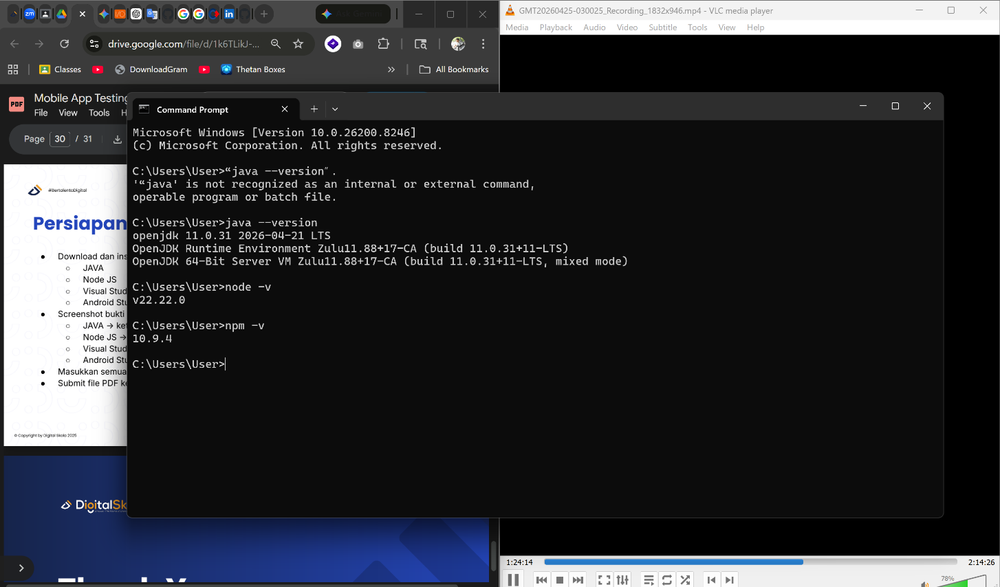 GMT20260425-030025_Recording_1832x946.mp4 - VLC media player
Media Playback Audio Video Subtitle Tools View Help
drive.google.com/file/d/1k6TLikJ-...
Classes DownloadGram Thetan Boxes » All Bookmarks
PDF
Mobile App Testing
File View Tools H
Page 30 / 31
Command Prompt
Microsoft Windows [Version 10.0.26200.8246]
(c) Microsoft Corporation. All rights reserved.
C:\Users\User>“java --version”.
'“java' is not recognized as an internal or external command,
operable program or batch file.
C:\Users\User>java --version
openjdk 11.0.31 2026-04-21 LTS
OpenJDK Runtime Environment Zulu11.88+17-CA (build 11.0.31+11-LTS)
OpenJDK 64-Bit Server VM Zulu11.88+17-CA (build 11.0.31+11-LTS, mixed mode)
C:\Users\User>node -v
v22.22.0
C:\Users\User>npm -v
10.9.4
C:\Users\User>
#BertalentaDigital
Persiapan
● Download dan ins
○ JAVA
○ Node JS
○ Visual Stud
○ Android Stu
● Screenshot bukti
○ JAVA → ket
○ Node JS →
○ Visual Stud
○ Android Stu
● Masukkan semua
● Submit file PDF ke
© Copyright by Digital Skola 2025
DigitalSk
1:24:14 2:14:26
78%